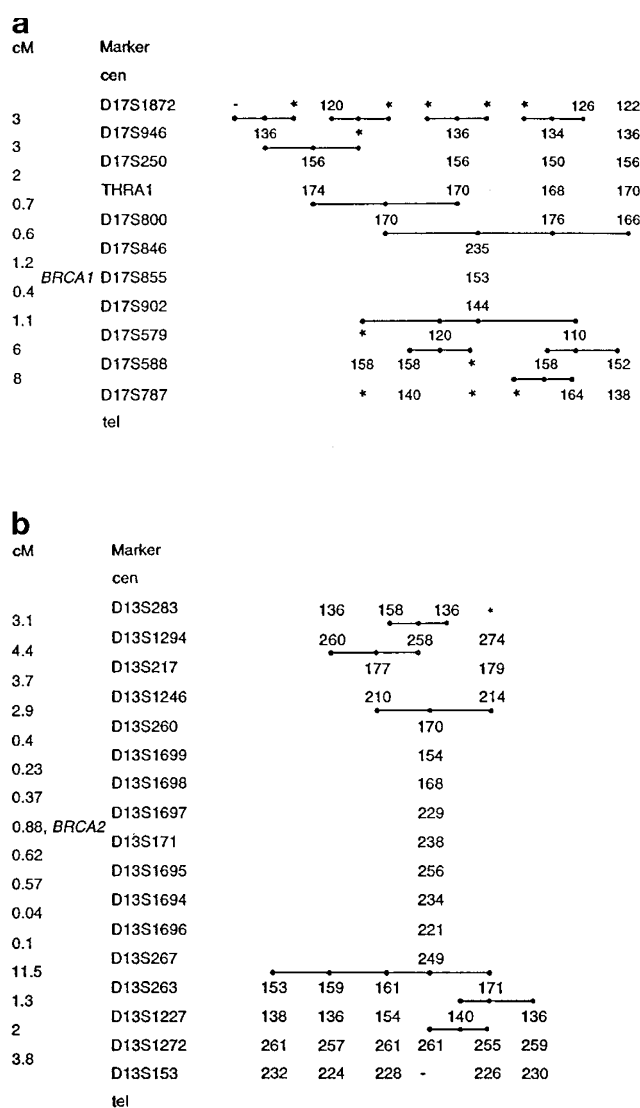 a
cM Marker
cen
D17S1872 - * 120 * * * * 126 122
3
D17S946 136 * 136 134 136
3
D17S250 156 156 150 156
2
THRA1 174 170 168 170
0.7
D17S800 170 176 166
0.6
D17S846 235
1.2
BRCA1 D17S855 153
0.4
D17S902 144
1.1
D17S579 * 120 110
6
D17S588 158 158 * 158 152
8
D17S787 * 140 * * 164 138
tel
b
cM Marker
cen
D13S283 136 158 136 *
3.1
D13S1294 260 258 274
4.4
D13S217 177 179
3.7
D13S1246 210 214
2.9
D13S260 170
0.4
D13S1699 154
0.23
D13S1698 168
0.37
D13S1697 229
0.88, BRCA2
D13S171 238
0.62
D13S1695 256
0.57
D13S1694 234
0.04
D13S1696 221
0.1
D13S267 249
11.5
D13S263 153 159 161 171
1.3
D13S1227 138 136 154 140 136
2
D13S1272 261 257 261 261 255 259
3.8
D13S153 232 224 228 - 226 230
tel